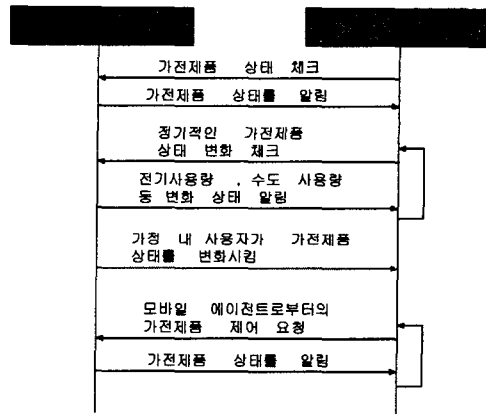 가전제품 상태 체크
가전제품 상태를 알림
정기적인 가전제품
상태 변화 체크
전기사용량 , 수도 사용량
등 변화 상태 알림
가정 내 사용자가 가전제품
상태를 변화시킴
모바일 에이전트로부터의
가전제품 제어 요청
가전제품 상태를 알림